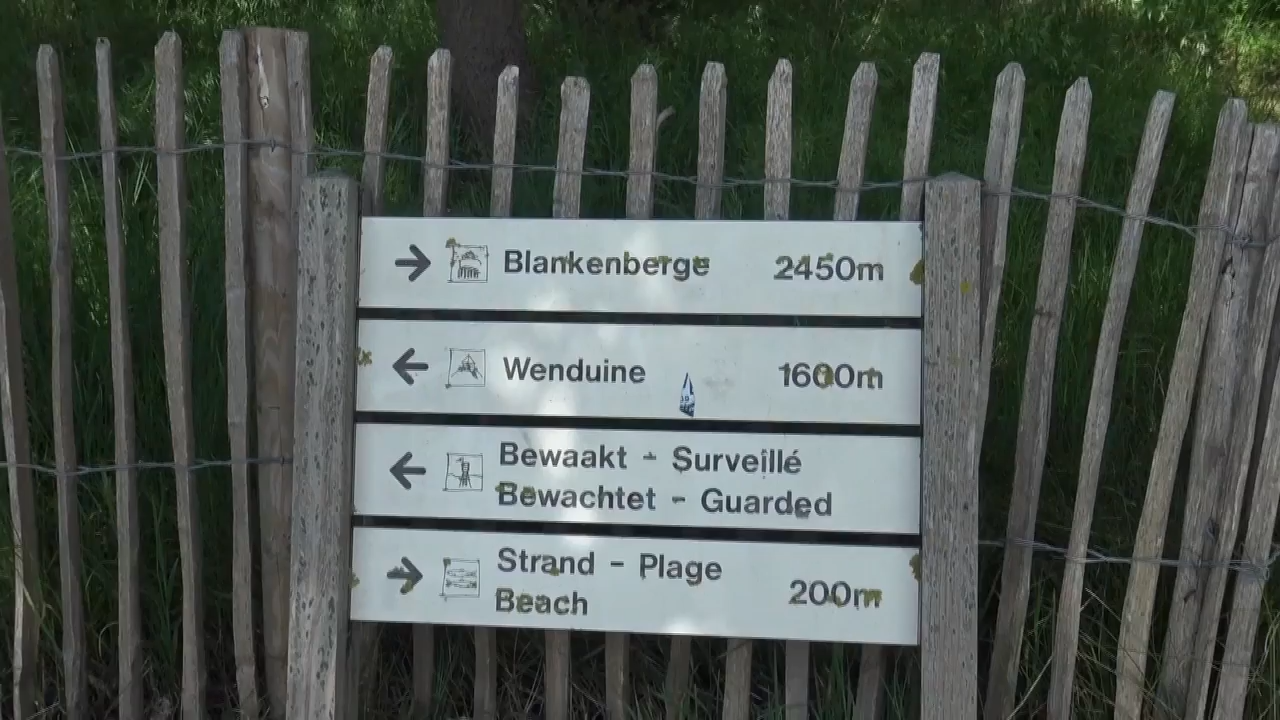 → Blankenberge 2450m
← Wenduine 1600m
← Bewaakt - Surveillé
Bewachtet - Guarded
→ Strand - Plage
Beach 200m